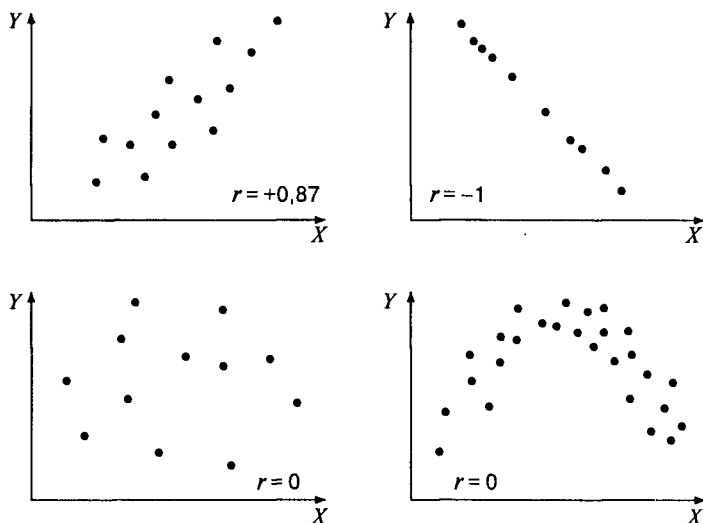 Y
r = +0,87
X
Y
r = −1
X
Y
r = 0
X
Y
r = 0
X